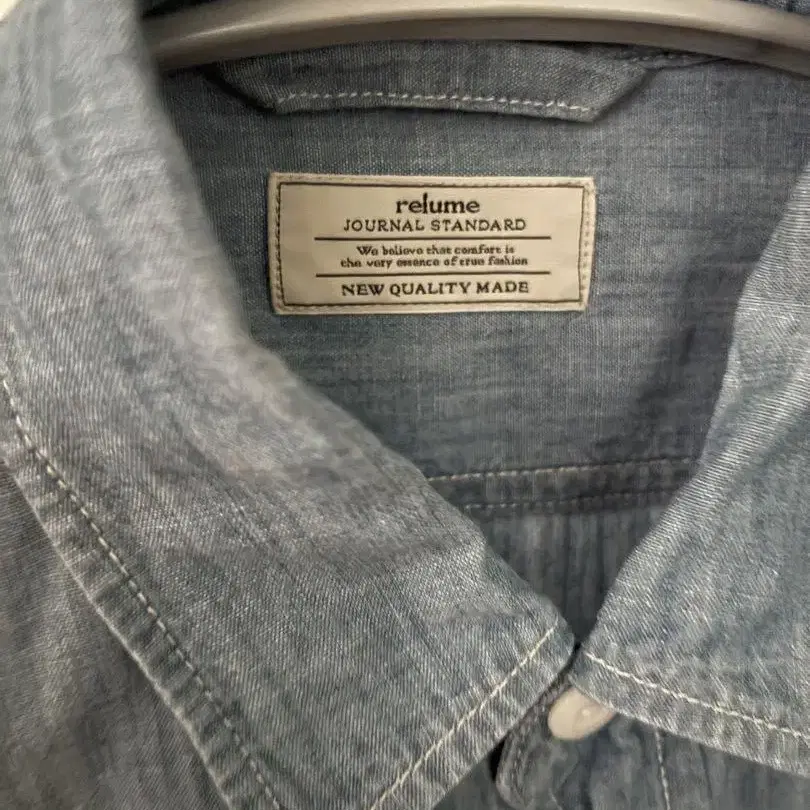 relume
JOURNAL STANDARD
We believe that comfort is
the very essence of true fashion
NEW QUALITY MADE